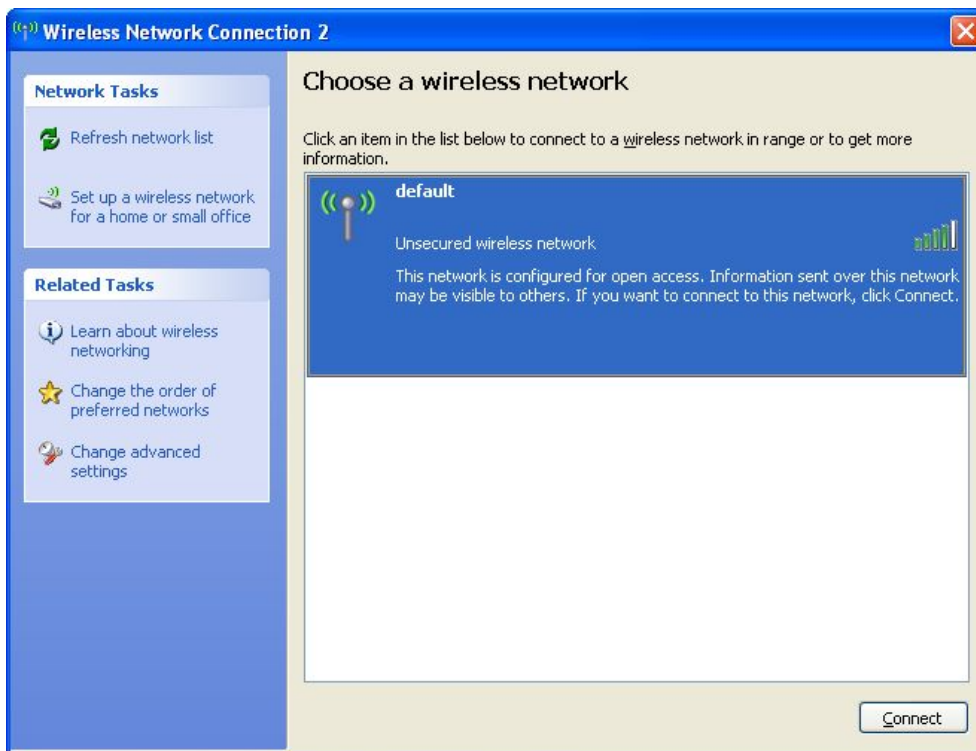 Wireless Network Connection 2
Network Tasks
Refresh network list
Set up a wireless network
for a home or small office
Related Tasks
Learn about wireless
networking
Change the order of
preferred networks
Change advanced
settings
Choose a wireless network
Click an item in the list below to connect to a wireless network in range or to get more
information.
default
Unsecured wireless network
This network is configured for open access. Information sent over this network
may be visible to others. If you want to connect to this network, click Connect.
Connect